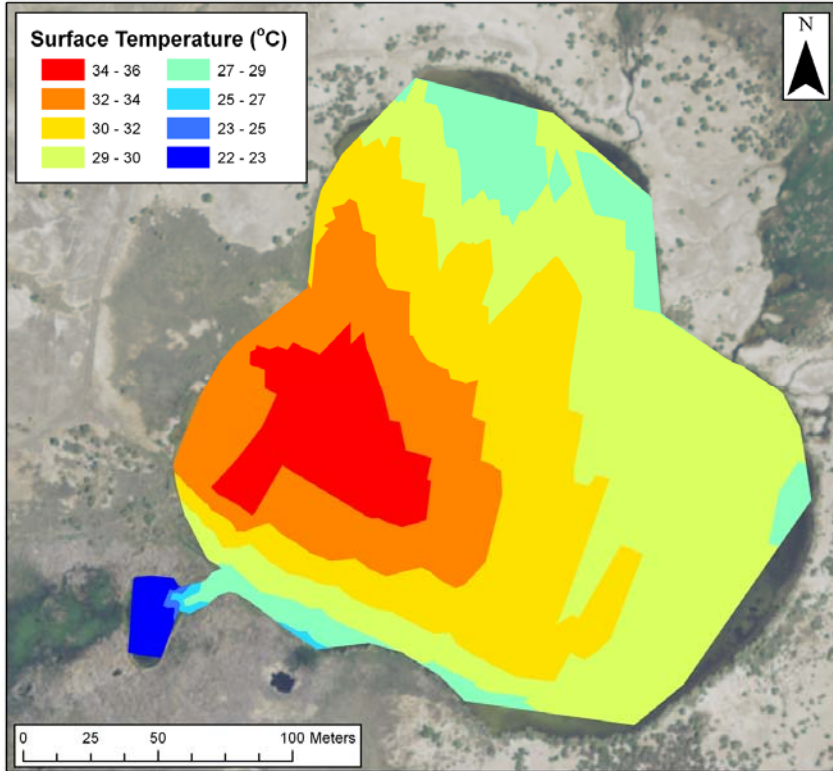 Surface Temperature (°C)
34 - 36
32 - 34
30 - 32
29 - 30
27 - 29
25 - 27
23 - 25
22 - 23
N
0 25 50 100 Meters